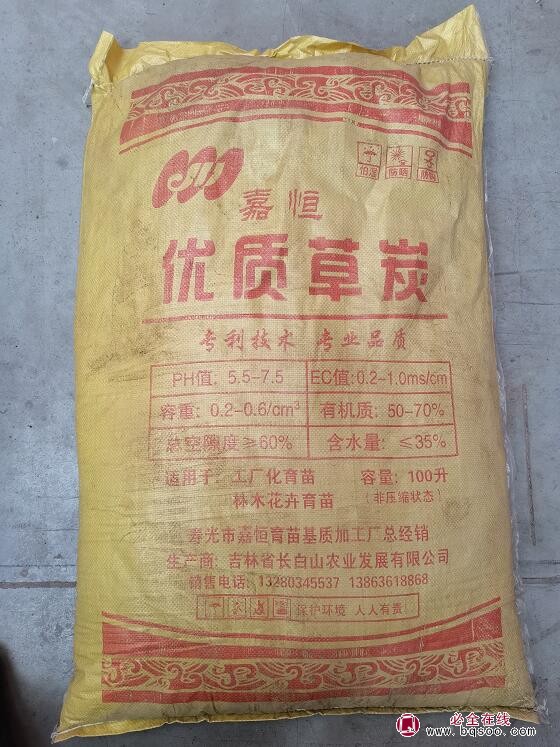 怕湿 防晒 防钩
嘉恒
优质草炭
专利技术 专业品质
PH值: 5.5-7.5 EC值:0.2-1.0ms/cm
容重: 0.2-0.6/cm³ 有机质: 50-70%
总空隙度≥60% 含水量: ≤35%
适用于: 工厂化育苗 容量: 100升
林木花卉育苗 (非压缩状态)
寿光市嘉恒育苗基质加工厂总经销
生产商: 吉林省长白山农业发展有限公司
销售电话: 13280345537 13863618868
保护环境 人人有责
必全在线
www.bqsoo.com